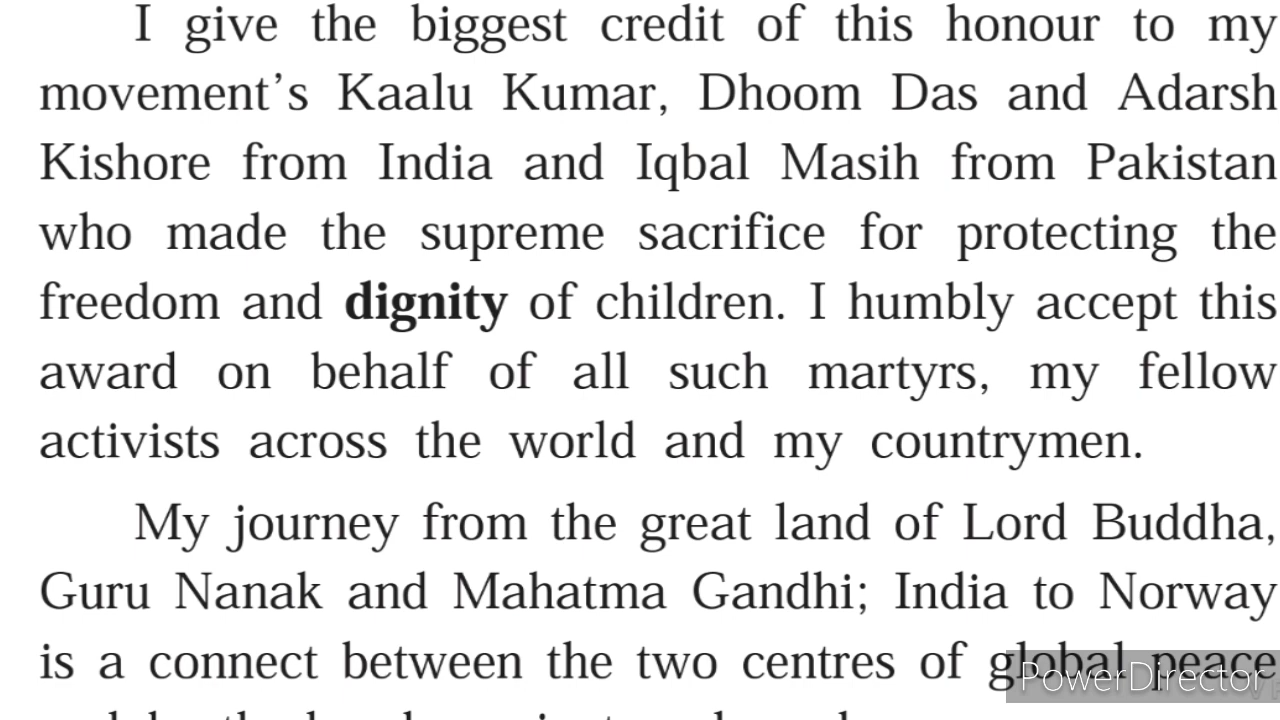 I give the biggest credit of this honour to my
movement's Kaalu Kumar, Dhoom Das and Adarsh
Kishore from India and Iqbal Masih from Pakistan
who made the supreme sacrifice for protecting the
freedom and dignity of children. I humbly accept this
award on behalf of all such martyrs, my fellow
activists across the world and my countrymen.
My journey from the great land of Lord Buddha,
Guru Nanak and Mahatma Gandhi; India to Norway
is a connect between the two centres of global peace
PowerDirector